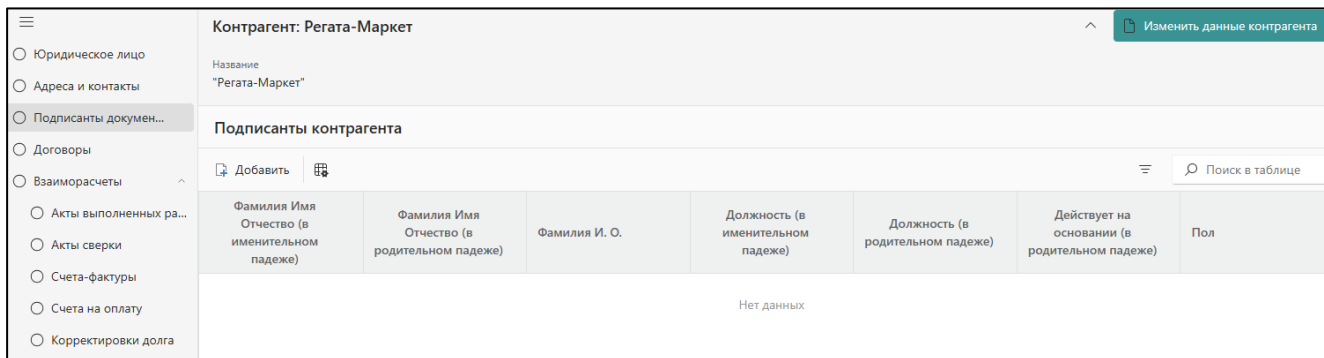 Контрагент: Регата-Маркет
Изменить данные контрагента
Название
"Регата-Маркет"
Юридическое лицо
Адреса и контакты
Подписанты докумен...
Договоры
Взаиморасчеты
Акты выполненных ра...
Акты сверки
Счета-фактуры
Счета на оплату
Корректировки долга
Подписанты контрагента
Добавить
Поиск в таблице
Фамилия Имя
Отчество (в
именительном
падеже)
Фамилия Имя
Отчество (в
родительном падеже)
Фамилия И. О.
Должность (в
именительном
падеже)
Должность (в
родительном падеже)
Действует на
основании (в
родительном падеже)
Пол
Нет данных